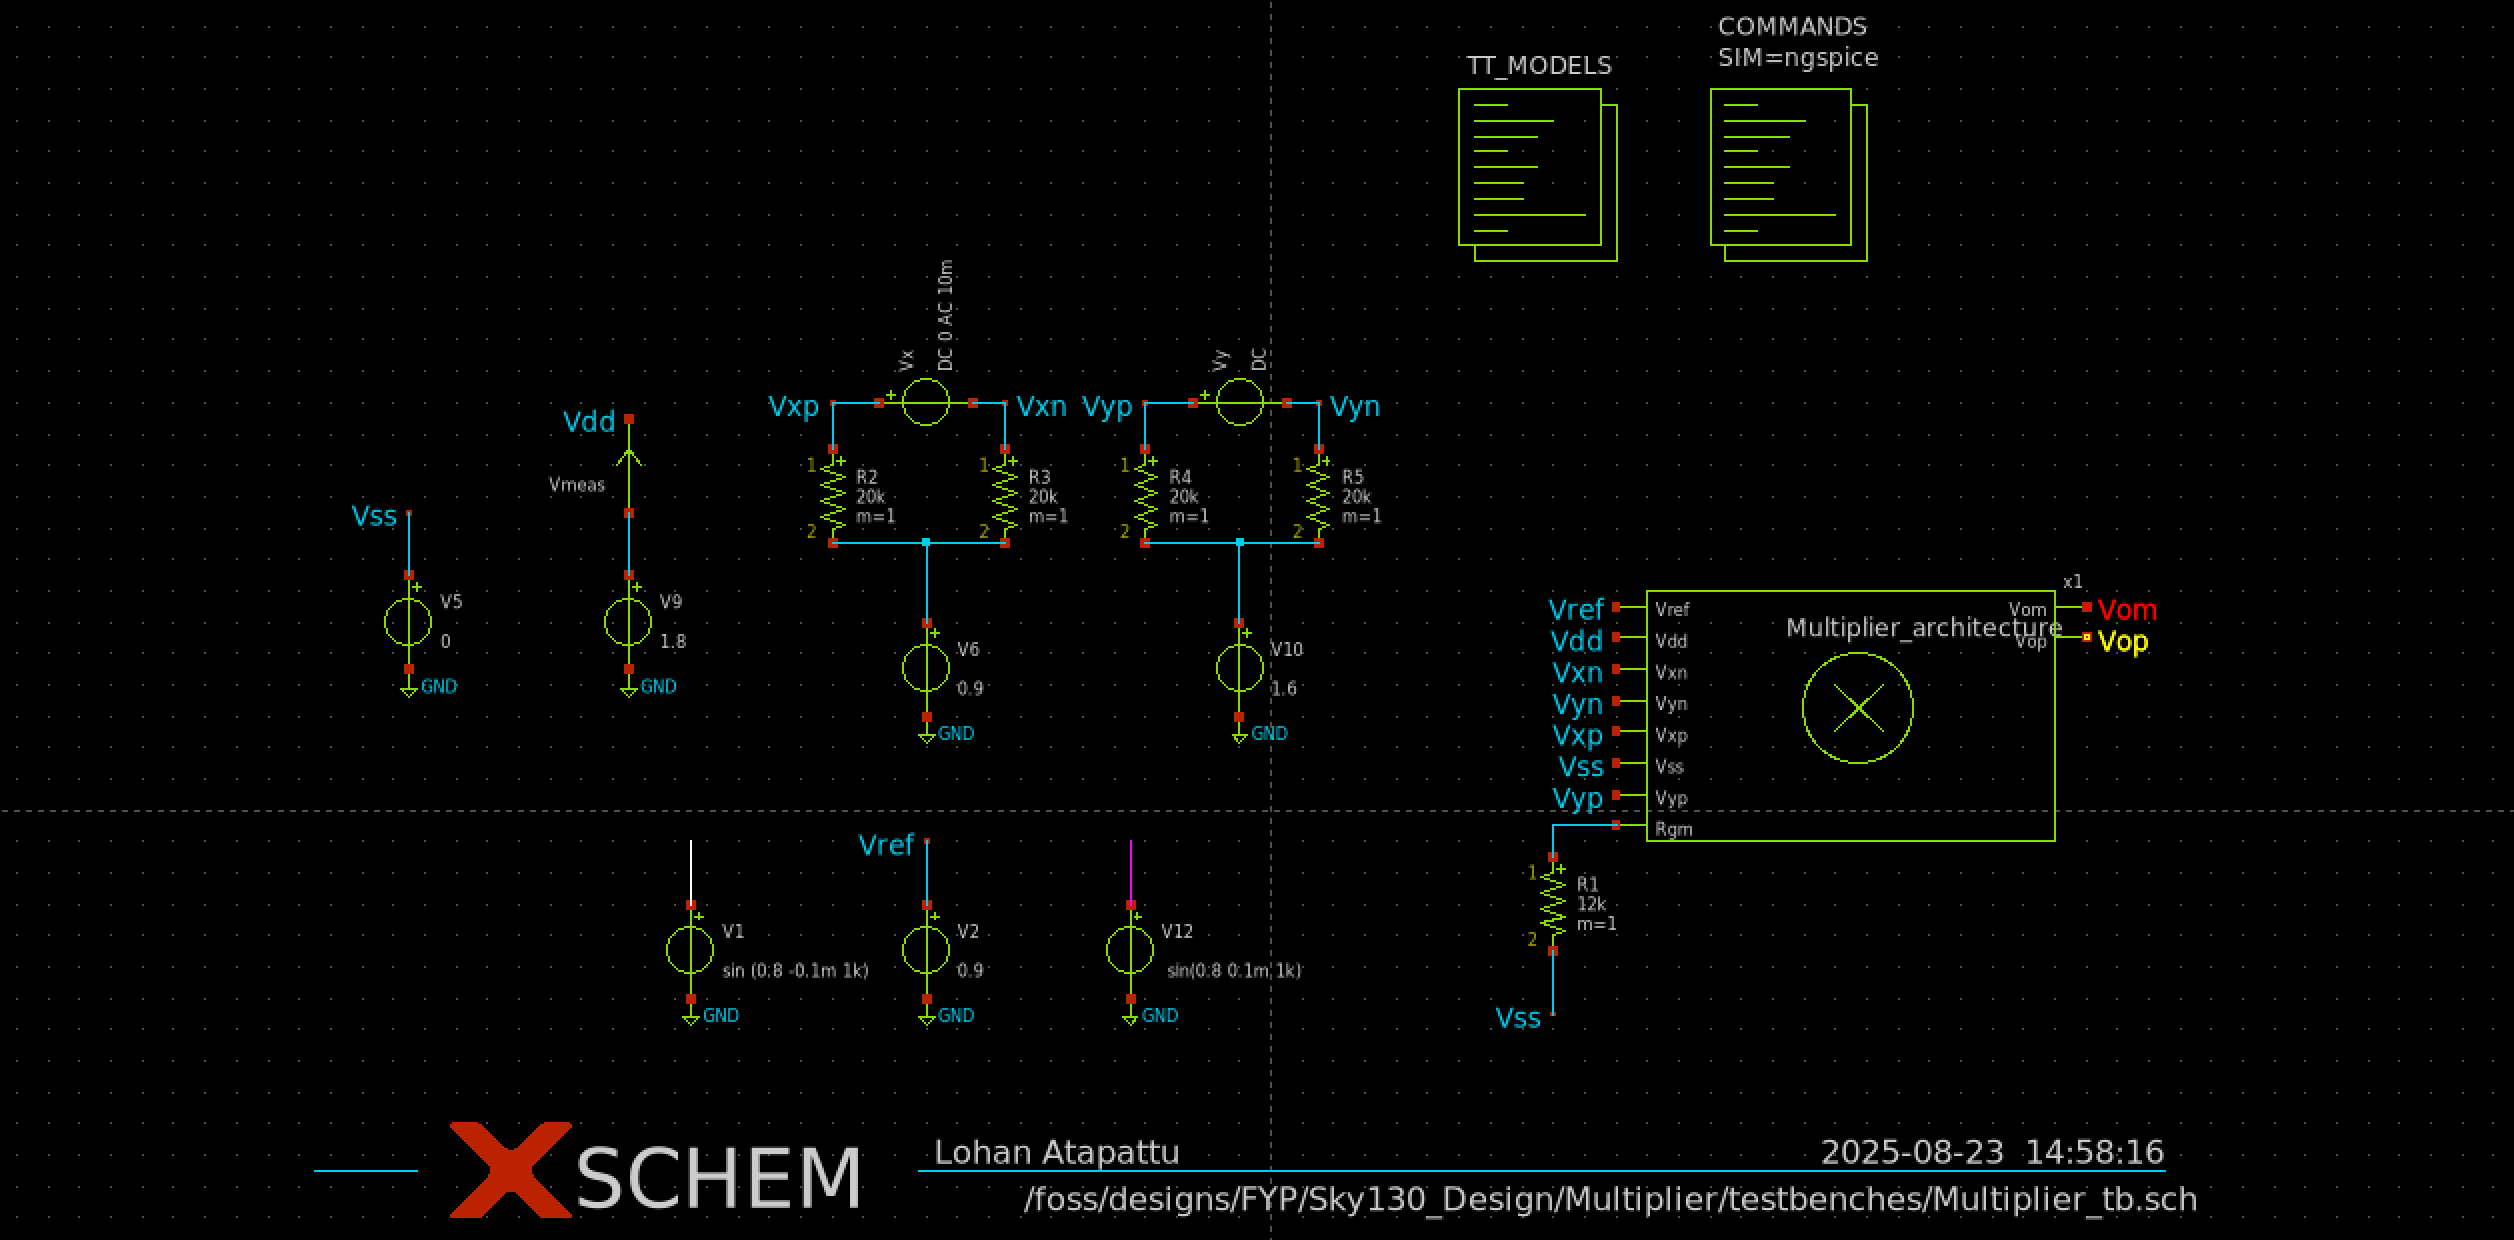 COMMANDS
SIM=ngspice
TT_MODELS
Vx
DC 0 AC 10m
Vy
DC
Vxp
+
Vxn
Vyp
+
Vyn
Vdd
Vmeas
Vss
1
+
R2
20k
m=1
2
1
+
R3
20k
m=1
2
1
+
R4
20k
m=1
2
1
+
R5
20k
m=1
2
+
V5
0
GND
+
V9
1.8
GND
+
V6
0.9
GND
+
V10
1.6
GND
x1
Multiplier_architecture
Vref
Vref
Vdd
Vdd
Vxn
Vxn
Vyn
Vyn
Vxp
Vxp
Vss
Vss
Vyp
Vyp
Rgm
Vom
Vom
Vop
Vop
1
+
R1
12k
m=1
2
Vss
+
V1
sin (0.8 -0.1m 1k)
GND
Vref
+
V2
0.9
GND
+
V12
sin(0.8 0.1m 1k)
GND
XSCHEM
Lohan Atapattu
2025-08-23 14:58:16
/foss/designs/FYP/Sky130_Design/Multiplier/testbenches/Multiplier_tb.sch